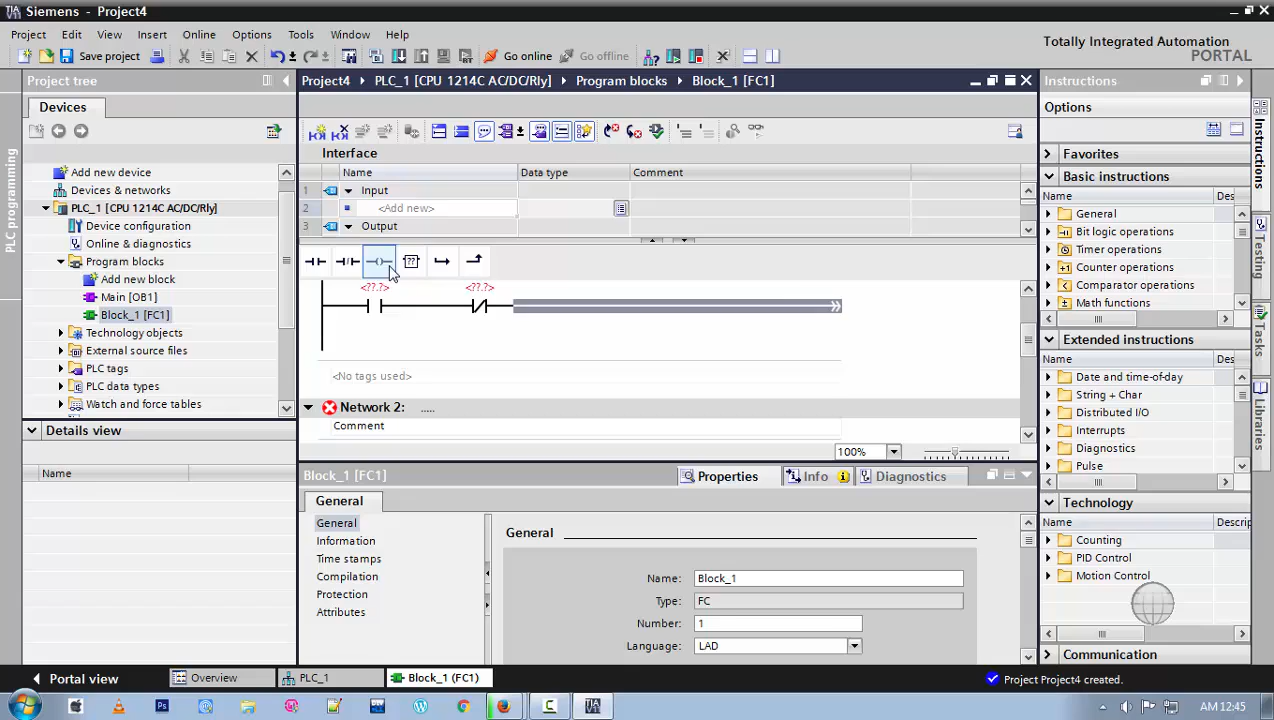 Siemens - Project4
Project Edit View Insert Online Options Tools Window Help
Totally Integrated Automation
PORTAL
Save project
Go online
Go offline
Project tree
Project4 PLC_1 [CPU 1214C AC/DC/Rly] Program blocks Block_1 [FC1]
Instructions
Devices
Options
PLC programming
Add new device
Devices & networks
PLC_1 [CPU 1214C AC/DC/Rly]
Device configuration
Online & diagnostics
Program blocks
Add new block
Main [OB1]
Block_1 [FC1]
Technology objects
External source files
PLC tags
PLC data types
Watch and force tables
Details view
Name
Interface
Name Data type Comment
1 Input
2 <Add new>
3 Output
??
<??.?> <??.?>
<No tags used>
Network 2: .....
Comment
100%
Block_1 [FC1]
Properties
Info
Diagnostics
General
General
Information
Time stamps
Compilation
Protection
Attributes
General
Name: Block_1
Type: FC
Number: 1
Language: LAD
Favorites
Basic instructions
Name Des
General
Bit logic operations
Timer operations
Counter operations
Comparator operations
Math functions
Extended instructions
Name Des
Date and time-of-day
String + Char
Distributed I/O
Interrupts
Diagnostics
Pulse
Technology
Name Descrip
Counting
PID Control
Motion Control
Communication
Instructions
Testing
Tasks
Libraries
Portal view
Overview
PLC_1
Block_1 (FC1)
Project Project4 created.
AM 12:45